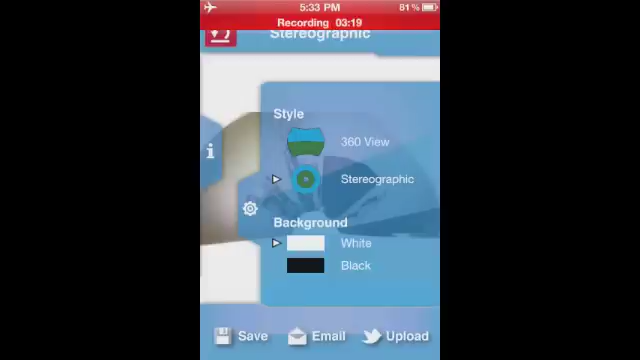 5:33 PM 81%
Recording 03:19
Stereographic
Style
360 View
Stereographic
Background
White
Black
Save Email Upload